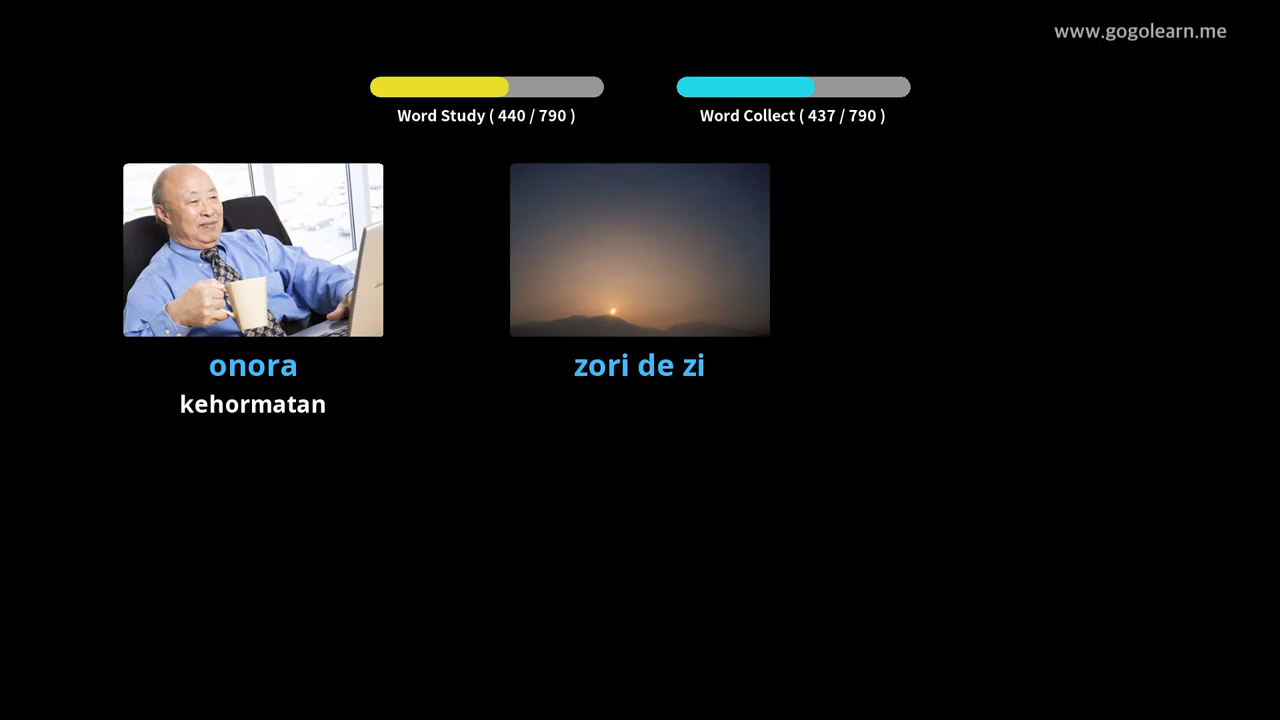 www.gogolearn.me
Word Study ( 440 / 790 )
Word Collect ( 437 / 790 )
onora
kehormatan
zori de zi